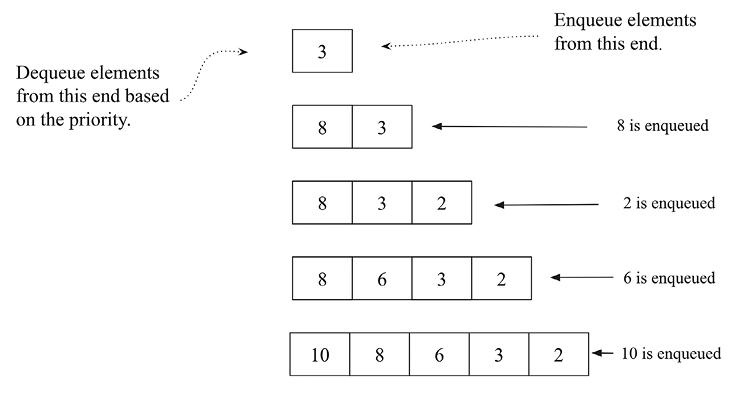 Enqueue elements
from this end.
3
Dequeue elements
from this end based
on the priority.
8 3
8 is enqueued
8 3 2
2 is enqueued
8 6 3 2
6 is enqueued
10 8 6 3 2
10 is enqueued